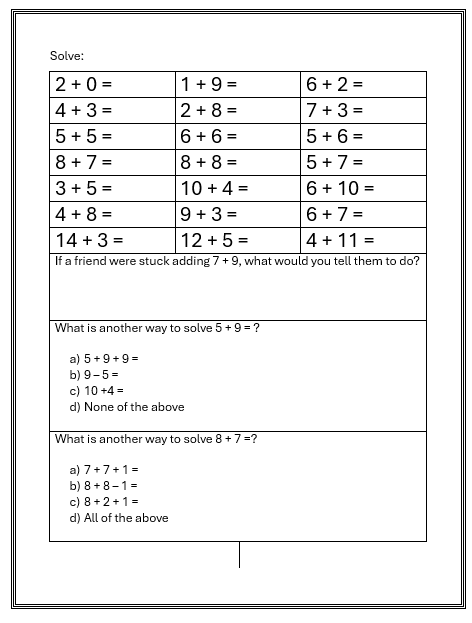 Solve:
2 + 0 = 1 + 9 = 6 + 2 =
4 + 3 = 2 + 8 = 7 + 3 =
5 + 5 = 6 + 6 = 5 + 6 =
8 + 7 = 8 + 8 = 5 + 7 =
3 + 5 = 10 + 4 = 6 + 10 =
4 + 8 = 9 + 3 = 6 + 7 =
14 + 3 = 12 + 5 = 4 + 11 =
If a friend were stuck adding 7 + 9, what would you tell them to do?
What is another way to solve 5 + 9 = ?
a) 5 + 9 + 9 =
b) 9 – 5 =
c) 10 +4 =
d) None of the above
What is another way to solve 8 + 7 =?
a) 7 + 7 + 1 =
b) 8 + 8 – 1 =
c) 8 + 2 + 1 =
d) All of the above